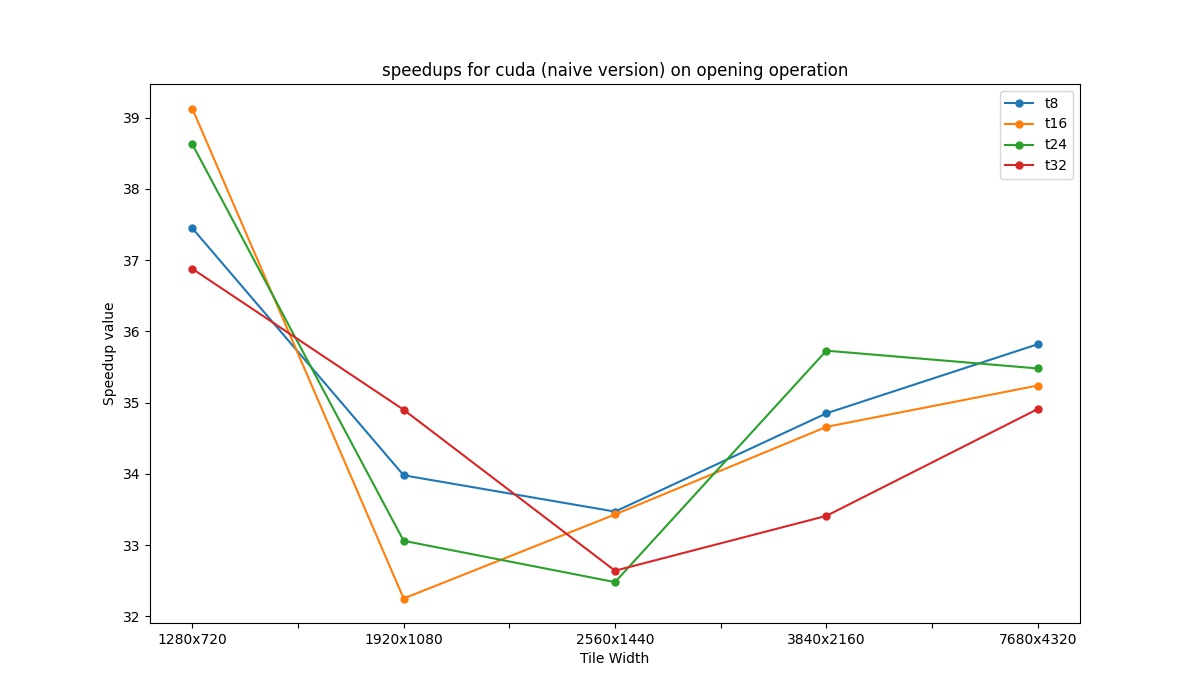 speedups for cuda (naive version) on opening operation
t8
t16
t24
t32
Speedup value
39
38
37
36
35
34
33
32
1280x720
1920x1080
2560x1440
3840x2160
7680x4320
Tile Width